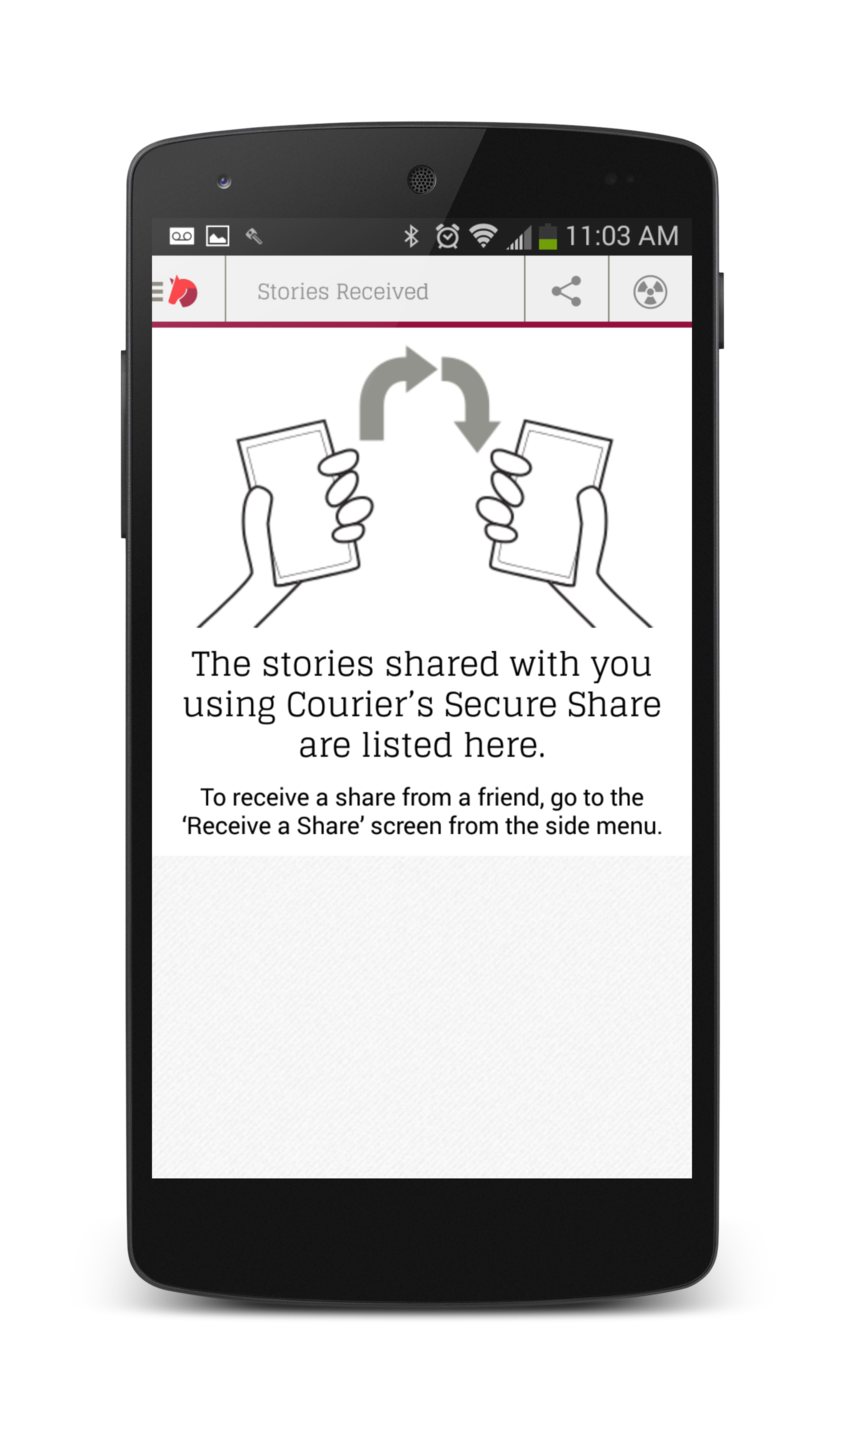 11:03 AM
Stories Received
The stories shared with you
using Courier’s Secure Share
are listed here.
To receive a share from a friend, go to the
‘Receive a Share’ screen from the side menu.